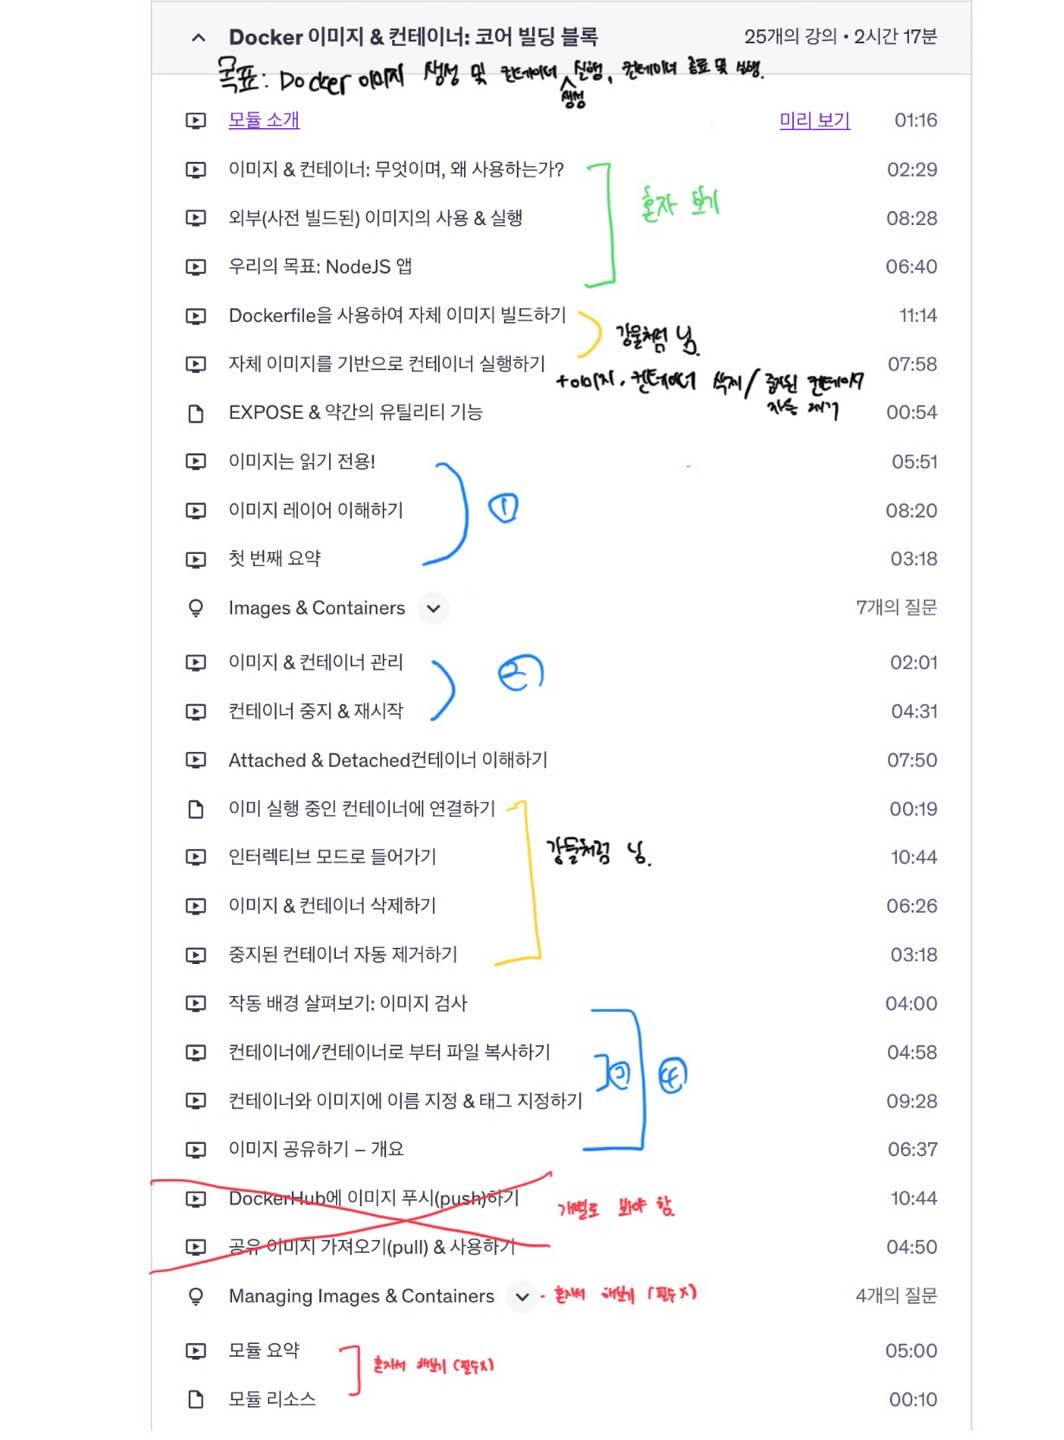 Docker 이미지 & 컨테이너: 코어 빌딩 블록 25개의 강의 • 2시간 17분
목표: Docker 이미지 생성 및 컨테이너 실행, 컨테이너 종료 및 실행.
생성
모듈 소개 미리 보기 01:16
이미지 & 컨테이너: 무엇이며, 왜 사용하는가? 02:29
혼자 보기
외부(사전 빌드된) 이미지의 사용 & 실행 08:28
우리의 목표: NodeJS 앱 06:40
Dockerfile을 사용하여 자체 이미지 빌드하기 11:14
강물처럼 넘.
자체 이미지를 기반으로 컨테이너 실행하기 07:58
+이미지, 컨테이너 삭제/중지된 컨테이너
자동 제거
EXPOSE & 약간의 유틸리티 기능 00:54
이미지는 읽기 전용! 05:51
이미지 레이어 이해하기 ① 08:20
첫 번째 요약 03:18
Images & Containers 7개의 질문
이미지 & 컨테이너 관리 ② 02:01
컨테이너 중지 & 재시작 04:31
Attached & Detached컨테이너 이해하기 07:50
이미 실행 중인 컨테이너에 연결하기 00:19
인터렉티브 모드로 들어가기 강물처럼 넘. 10:44
이미지 & 컨테이너 삭제하기 06:26
중지된 컨테이너 자동 제거하기 03:18
작동 배경 살펴보기: 이미지 검사 04:00
컨테이너에/컨테이너로 부터 파일 복사하기 04:58
③ ④
컨테이너와 이미지에 이름 지정 & 태그 지정하기 09:28
이미지 공유하기 – 개요 06:37
DockerHub에 이미지 푸시(push)하기 개별로 봐야 함. 10:44
공유 이미지 가져오기(pull) & 사용하기 04:50
Managing Images & Containers - 혼자서 해보기 (필수 X) 4개의 질문
모듈 요약 05:00
혼자서 해보기 (필수X)
모듈 리소스 00:10